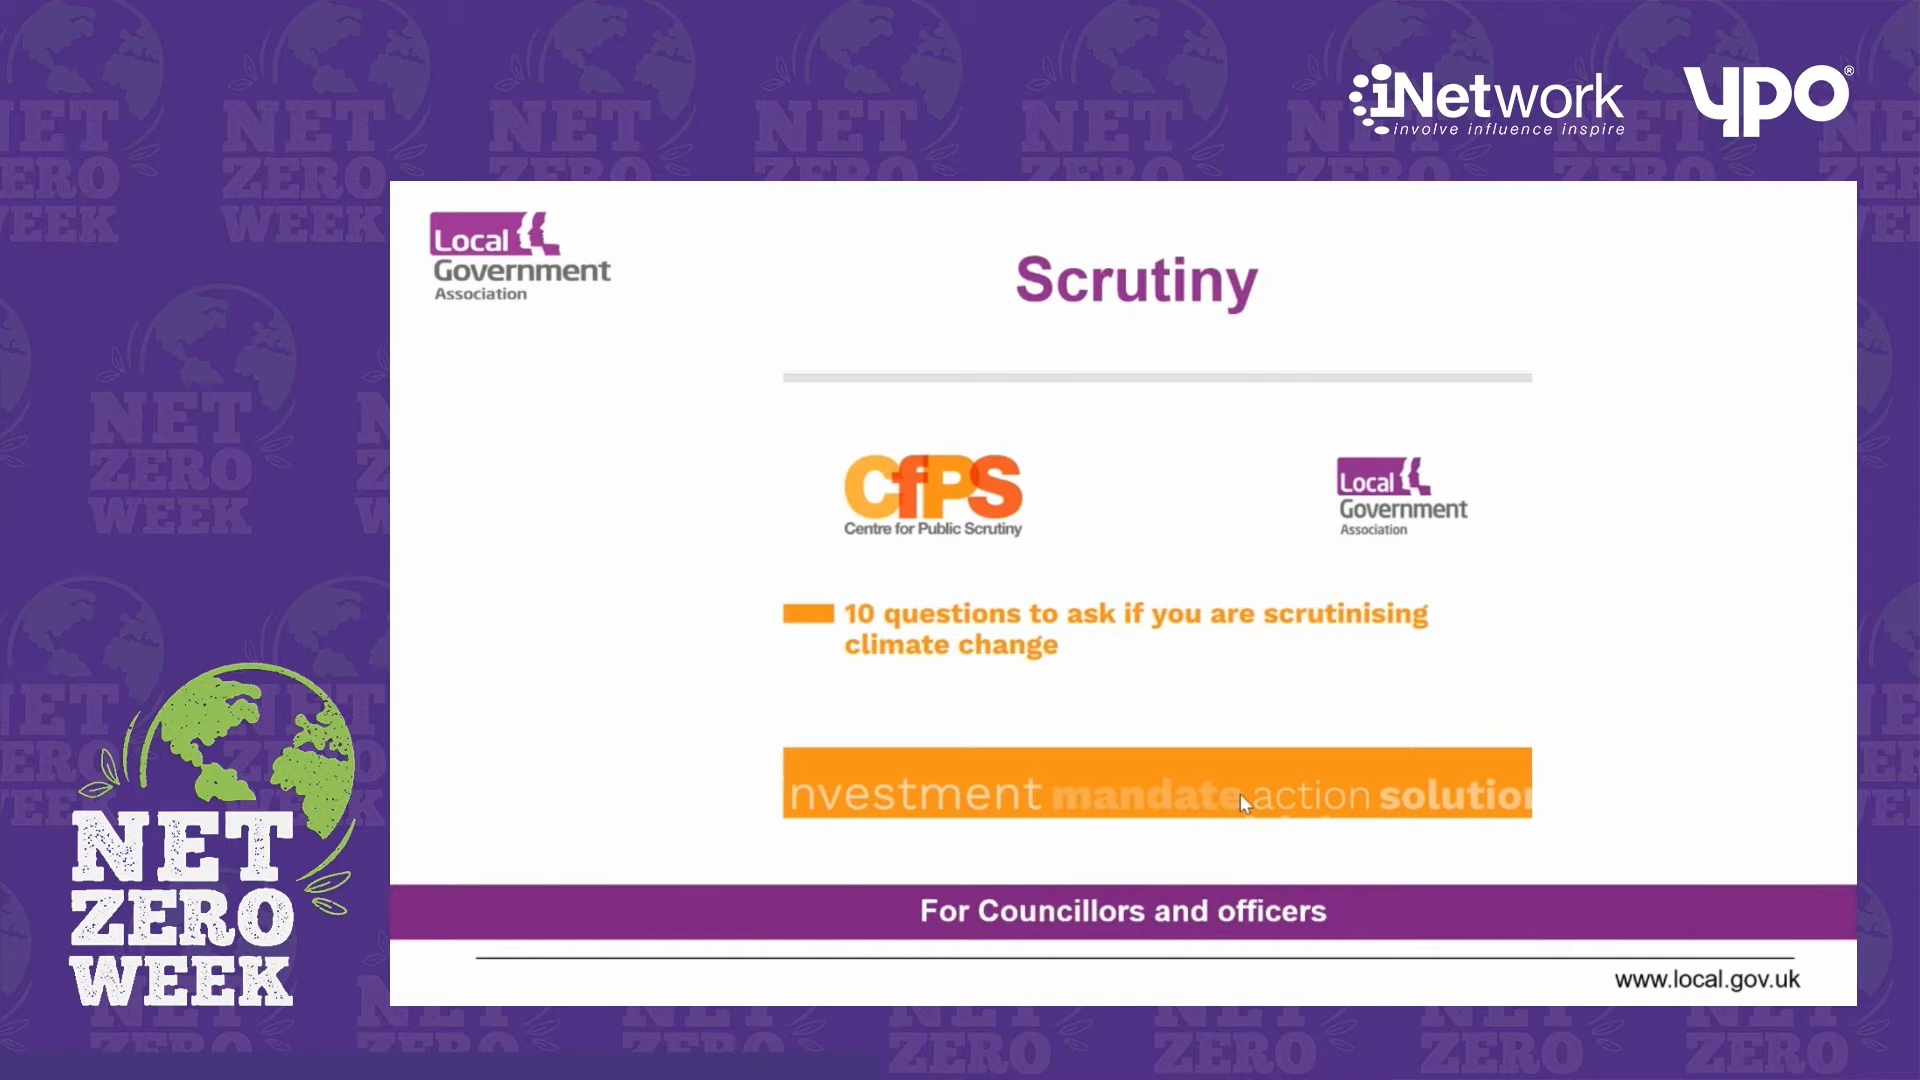 iNetwork
involve influence inspire
YPO®
Local
Government
Association
Scrutiny
CfPS
Centre for Public Scrutiny
Local
Government
Association
10 questions to ask if you are scrutinising
climate change
nvestment mandate action solution
For Councillors and officers
www.local.gov.uk
NET
ZERO
WEEK